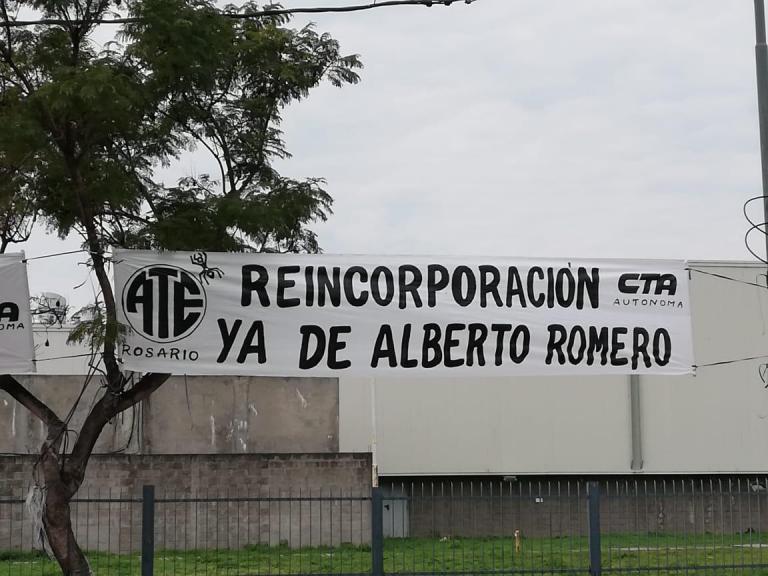 ATE
ROSARIO
REINCORPORACIÓN
YA DE ALBERTO ROMERO
CTA
AUTONOMA